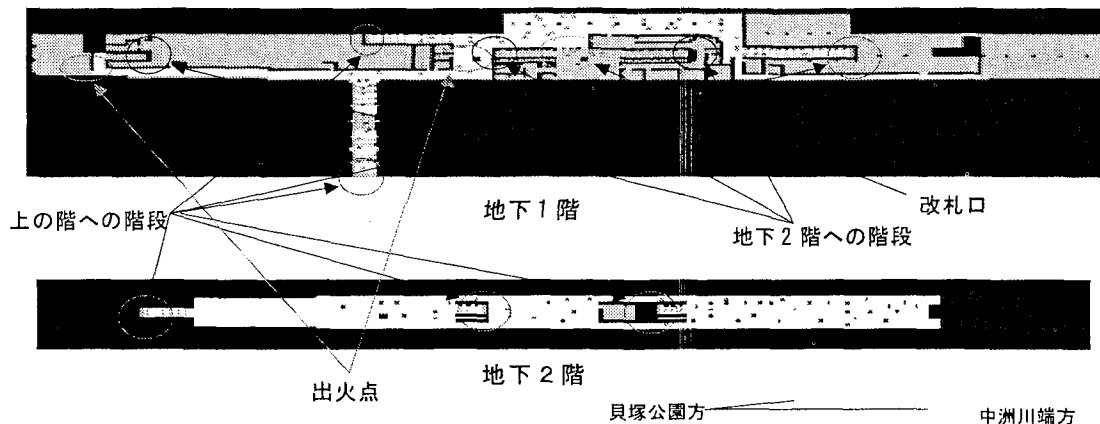 改札口
上の階への階段
地下1階
地下2階への階段
地下2階
出火点
貝塚公園方
中洲川端方